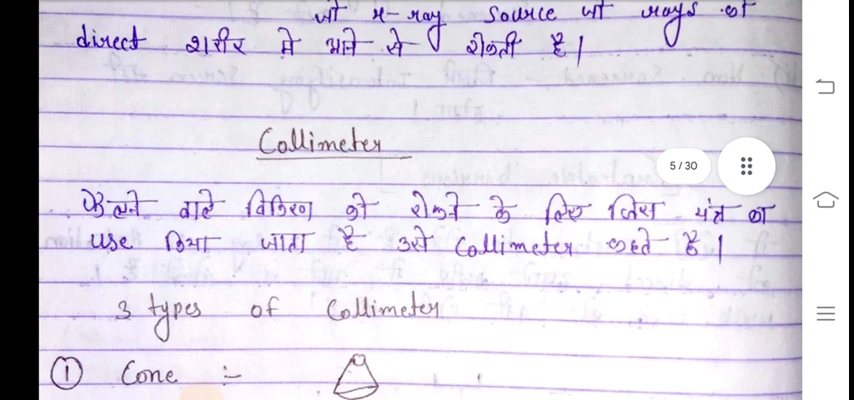 जो x-ray source जो rays को
direct शरीर में आने से रोकती है।
Collimeter
5 / 30
फैलने वाले विकिरण को रोकने के लिए जिस यंत्र का
use किया जाता है उसे Collimeter कहते है।
3 types of Collimeter
① Cone :-